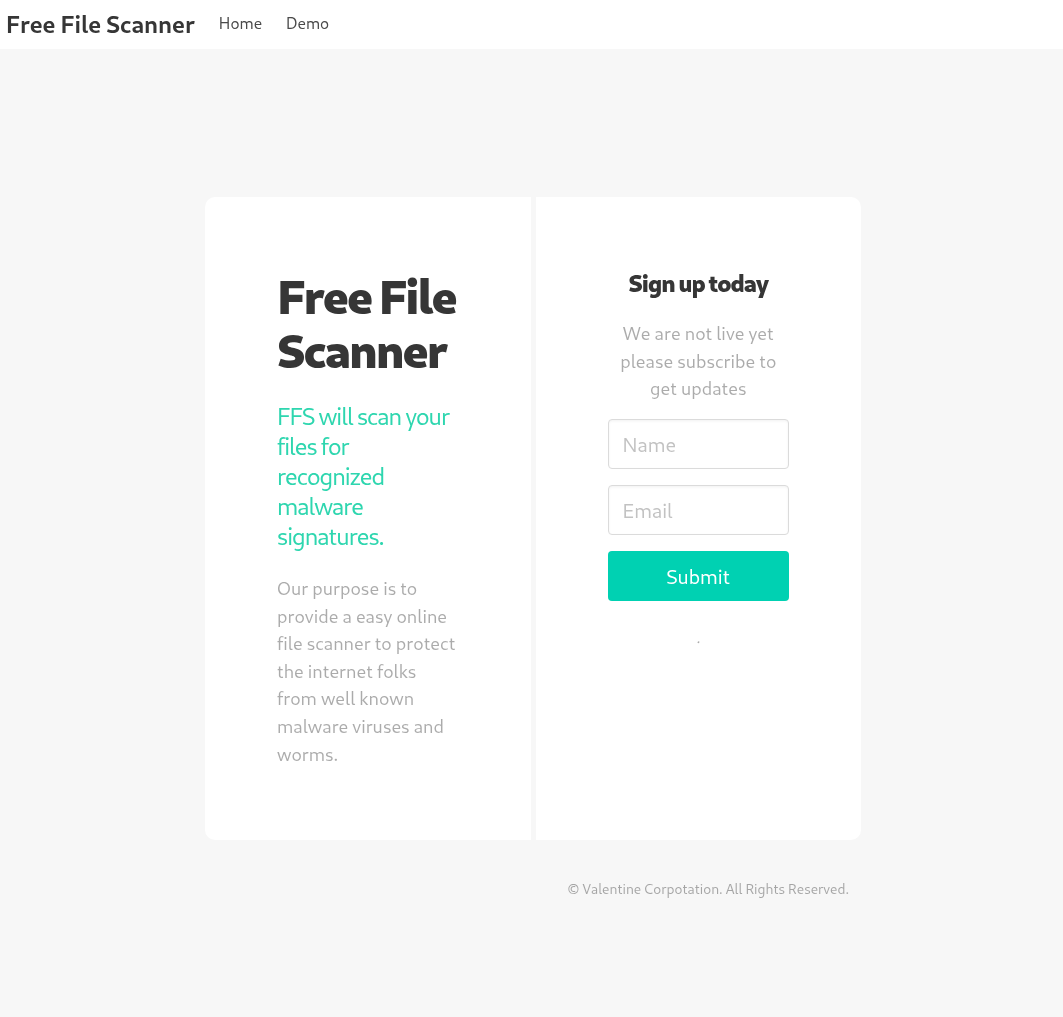 Free File Scanner Home Demo
Free File
Scanner
FFS will scan your
files for
recognized
malware
signatures.
Our purpose is to
provide a easy online
file scanner to protect
the internet folks
from well known
malware viruses and
worms.
Sign up today
We are not live yet
please subscribe to
get updates
Name
Email
Submit
.
© Valentine Corpotation. All Rights Reserved.